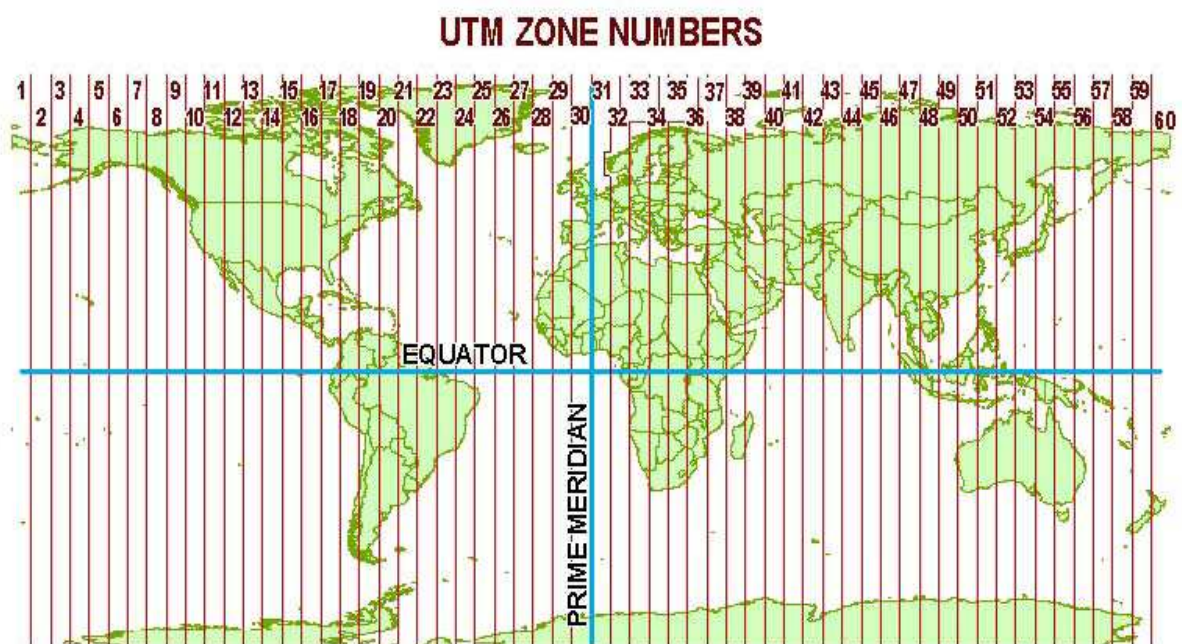 UTM ZONE NUMBERS
1 3 5 7 9 11 13 15 17 19 21 23 25 27 29 31 33 35 37 39 41 43 45 47 49 51 53 55 57 59
2 4 6 8 10 12 14 16 18 20 22 24 26 28 30 32 34 36 38 40 42 44 46 48 50 52 54 56 58 60
EQUATOR
PRIME MERIDIAN